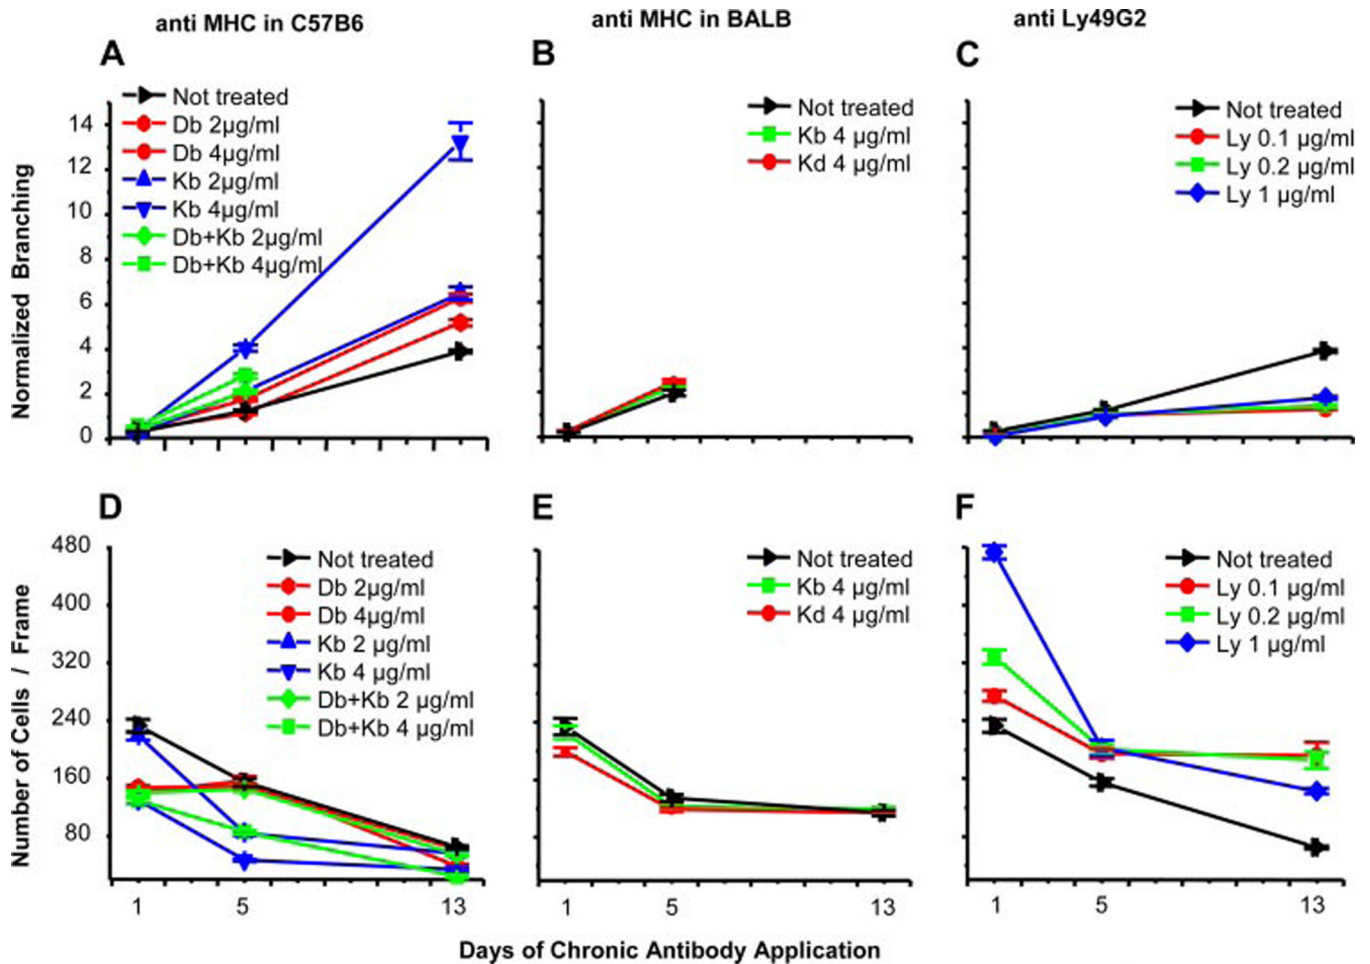 anti MHC in C57B6
anti MHC in BALB
anti Ly49G2
A
B
C
Not treated
Db 2µg/ml
Db 4µg/ml
Kb 2µg/ml
Kb 4µg/ml
Db+Kb 2µg/ml
Db+Kb 4µg/ml
Not treated
Kb 4 µg/ml
Kd 4 µg/ml
Not treated
Ly 0.1 µg/ml
Ly 0.2 µg/ml
Ly 1 µg/ml
Normalized Branching
14
12
10
8
6
4
2
0
D
E
F
Not treated
Db 2µg/ml
Db 4µg/ml
Kb 2 µg/ml
Kb 4 µg/ml
Db+Kb 2 µg/ml
Db+Kb 4 µg/ml
Not treated
Kb 4 µg/ml
Kd 4 µg/ml
Not treated
Ly 0.1 µg/ml
Ly 0.2 µg/ml
Ly 1 µg/ml
Number of Cells / Frame
480
400
320
240
160
80
1 5 13
1 5 13
1 5 13
Days of Chronic Antibody Application